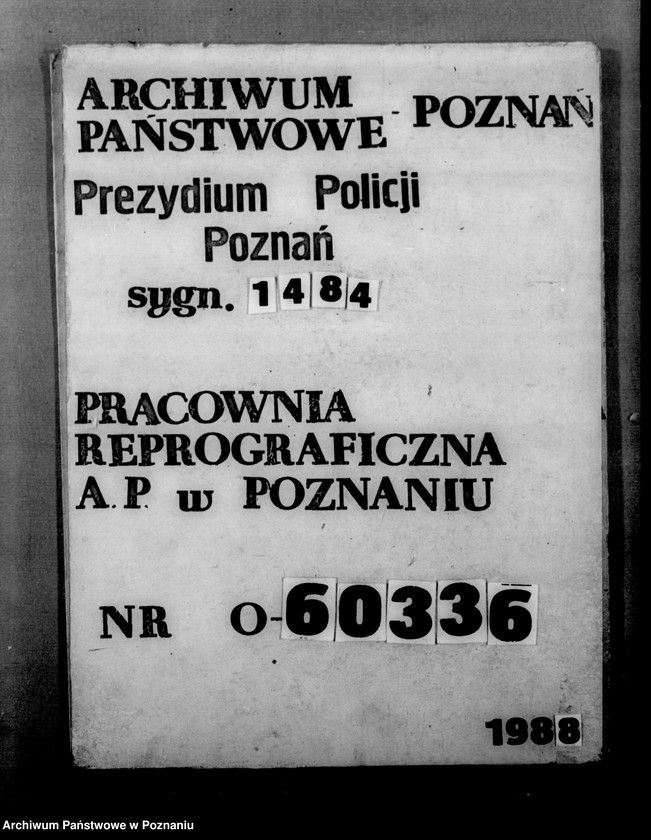 ARCHIWUM
PAŃSTWOWE - POZNAŃ
Prezydium Policji
Poznań
sygn. 1484
PRACOWNIA
REPROGRAFICZNA
A.P. w POZNANIU
NR O-60336
1988
Archiwum Państwowe w Poznaniu